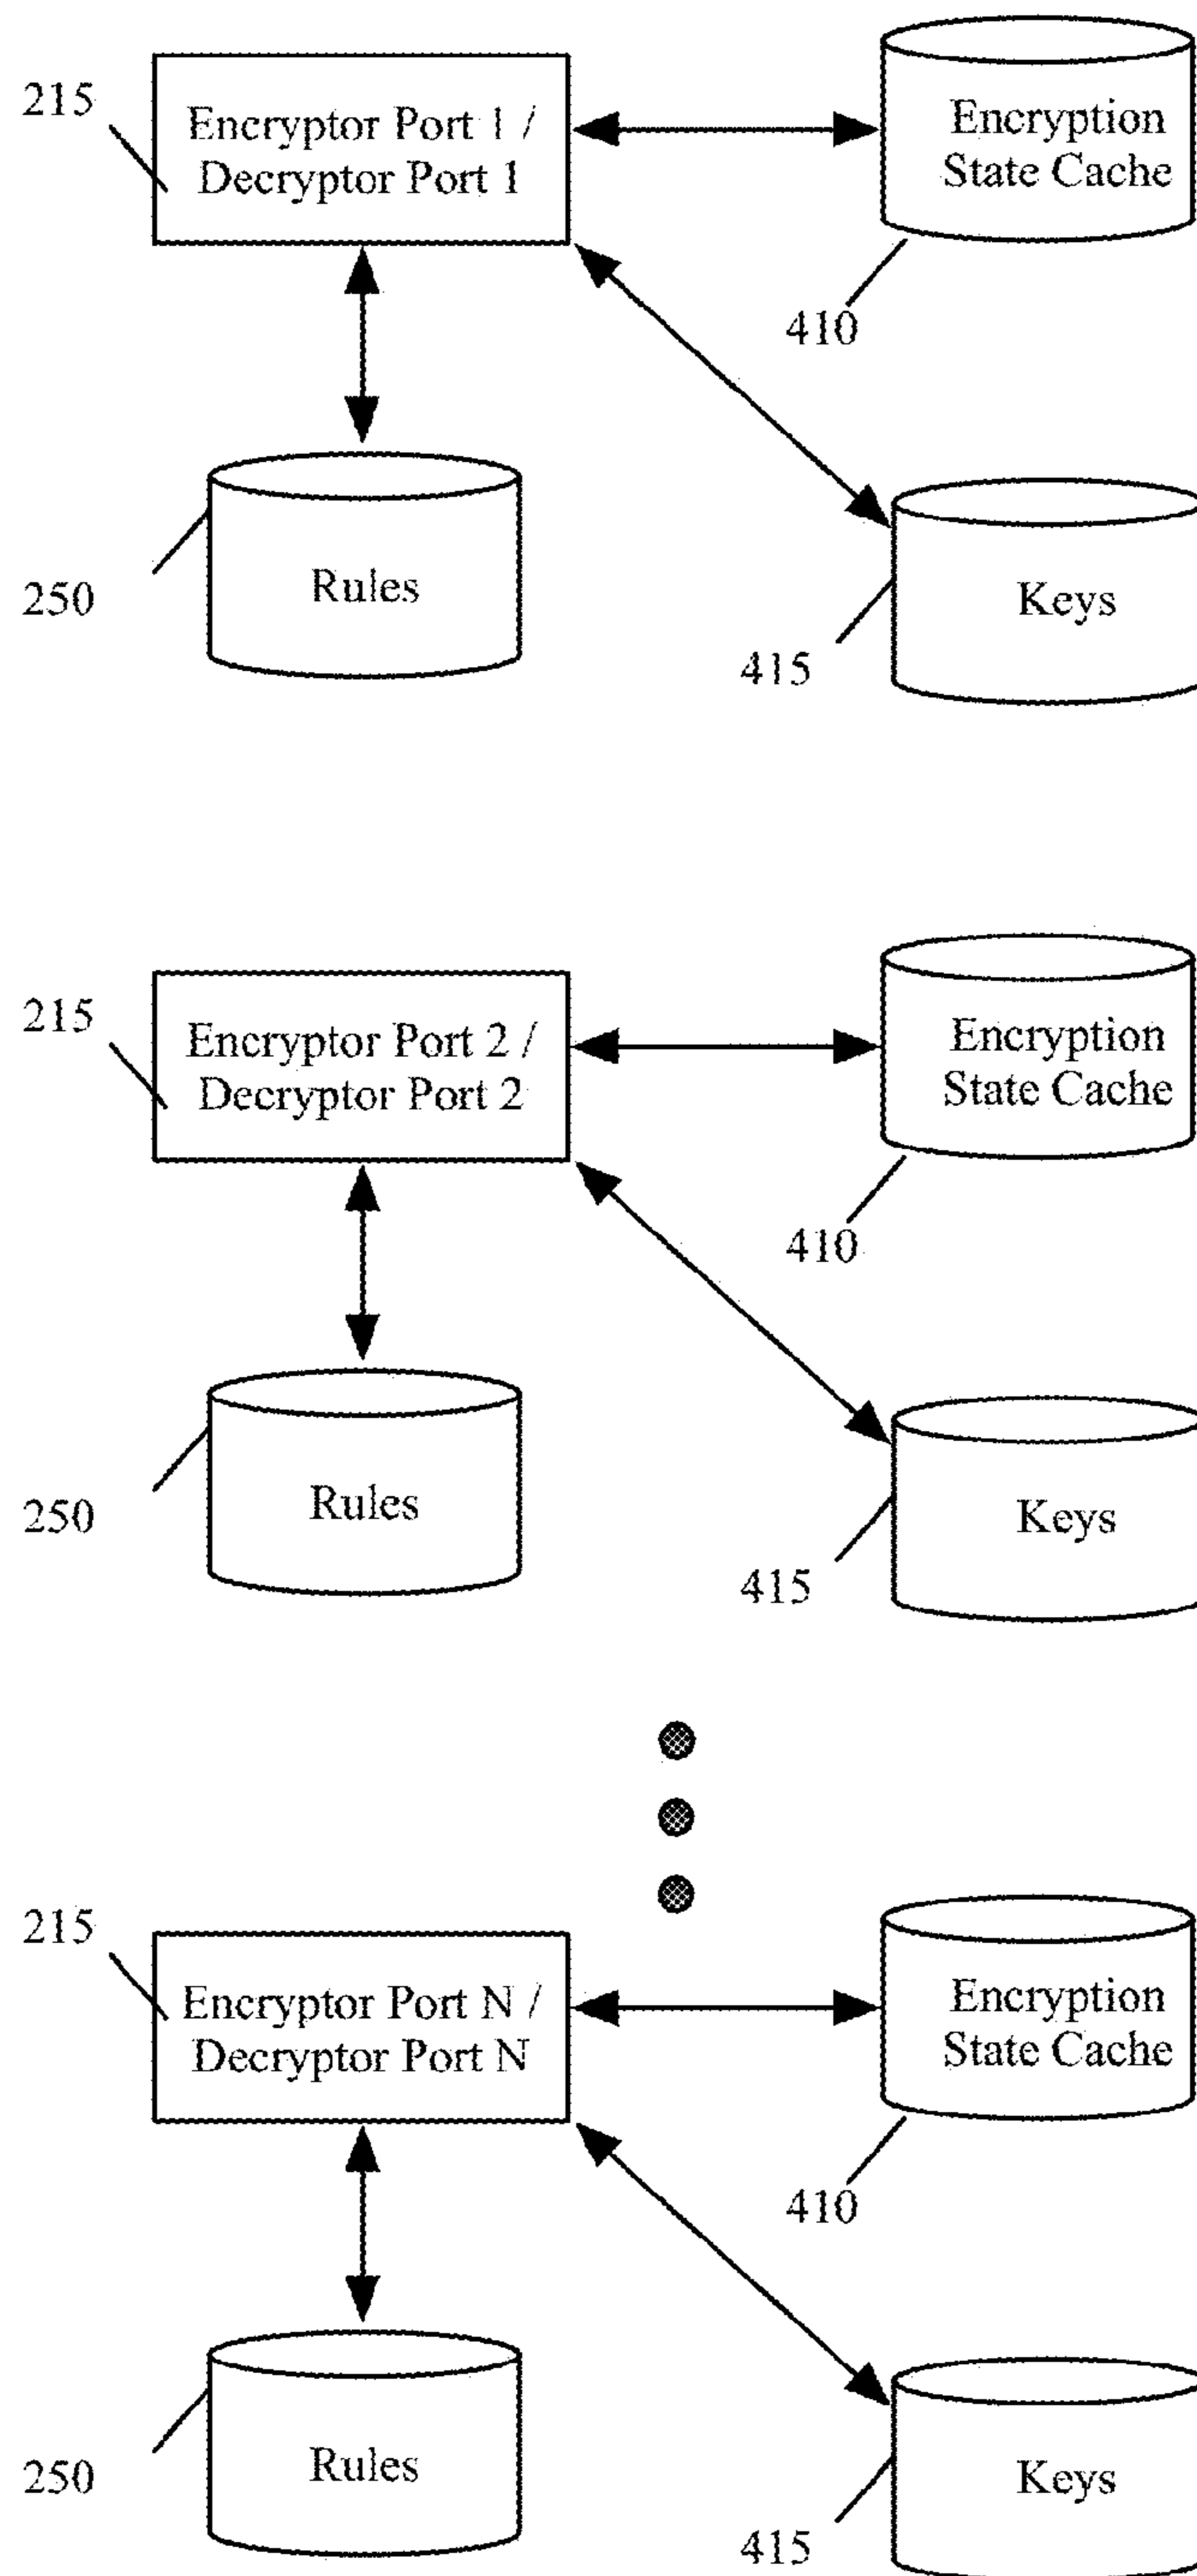 215
Encryptor Port 1 /
Decryptor Port 1
Encryption
State Cache
410
250
Rules
415
Keys
215
Encryptor Port 2 /
Decryptor Port 2
Encryption
State Cache
410
250
Rules
415
Keys
215
Encryptor Port N /
Decryptor Port N
Encryption
State Cache
410
250
Rules
415
Keys